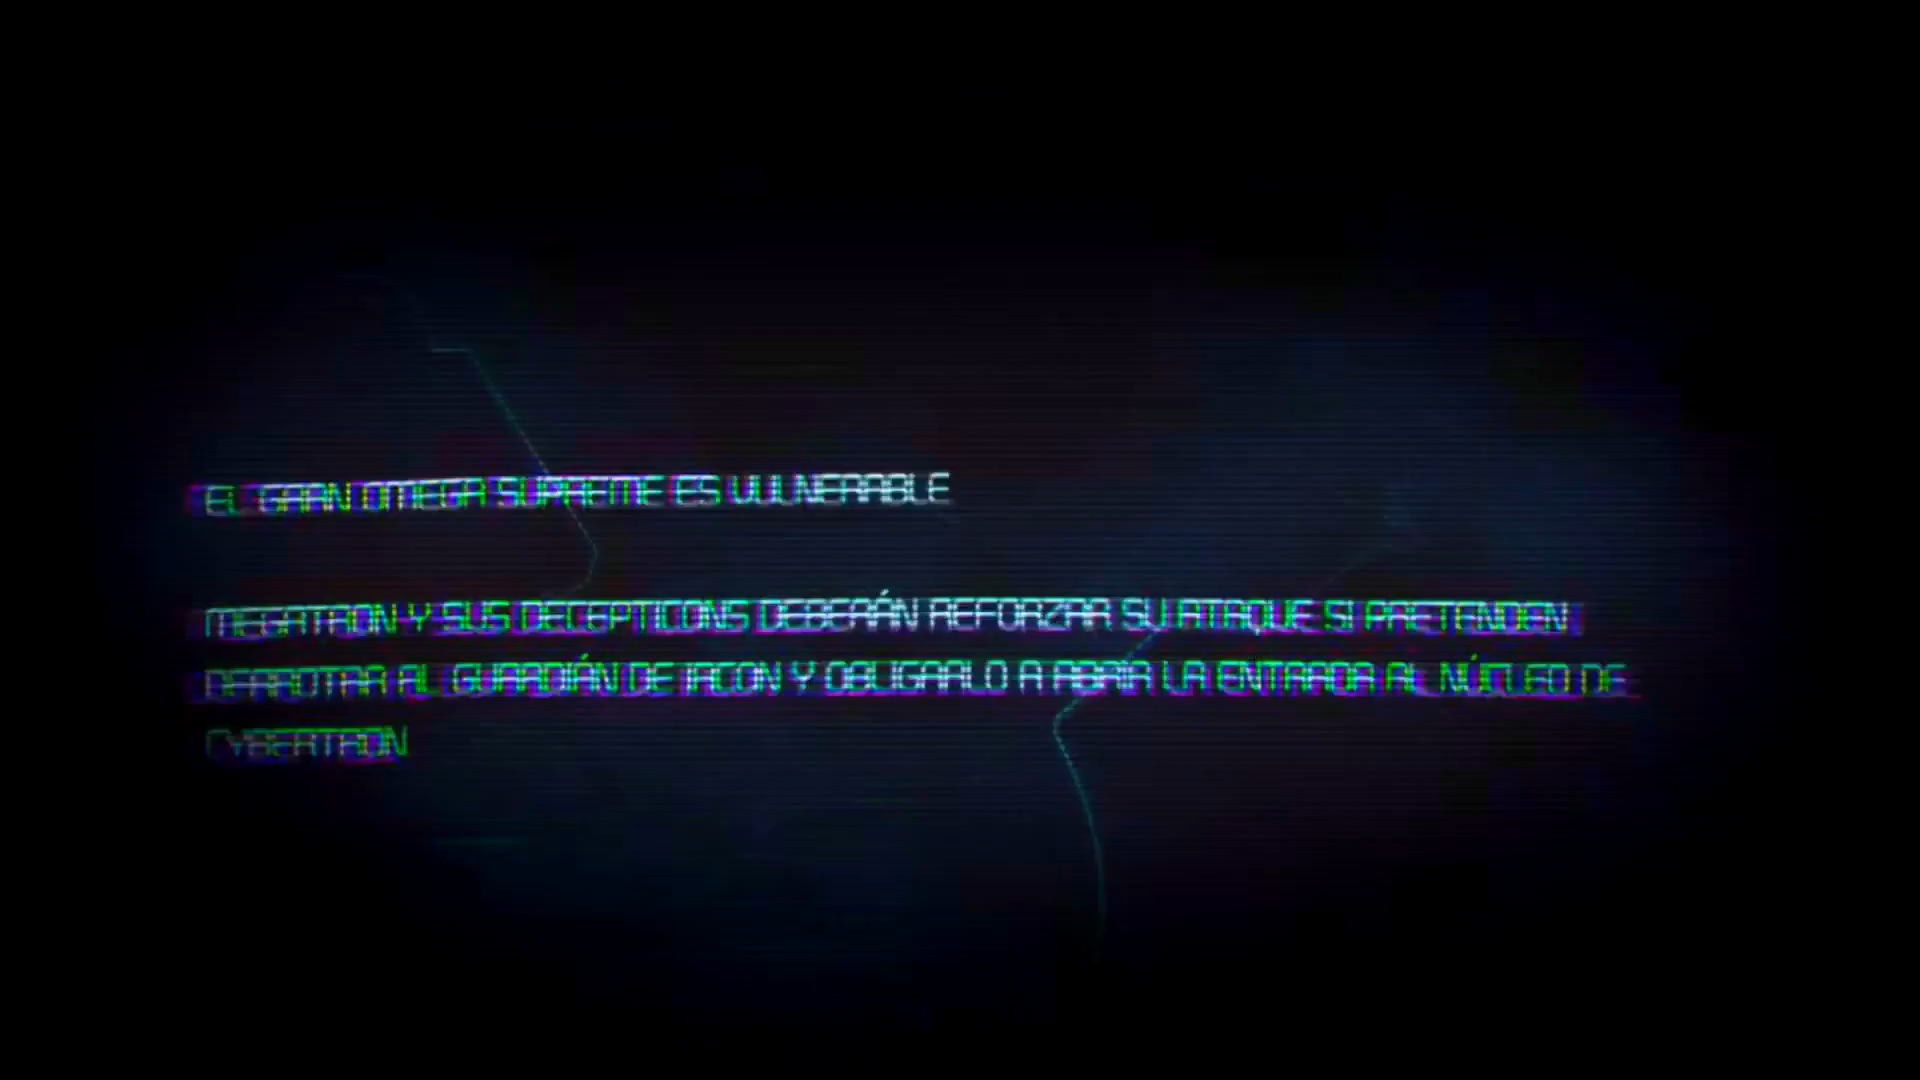 EL GRAN OMEGA SUPREME ES VULNERABLE
MEGATRON Y SUS DECEPTICONS DEBERÁN REFORZAR SU ATAQUE SI PRETENDEN
DERROTAR AL GUARDIÁN DE IACON Y OBLIGARLO A ABRIR LA ENTRADA AL NÚCLEO DE
CYBERTRON